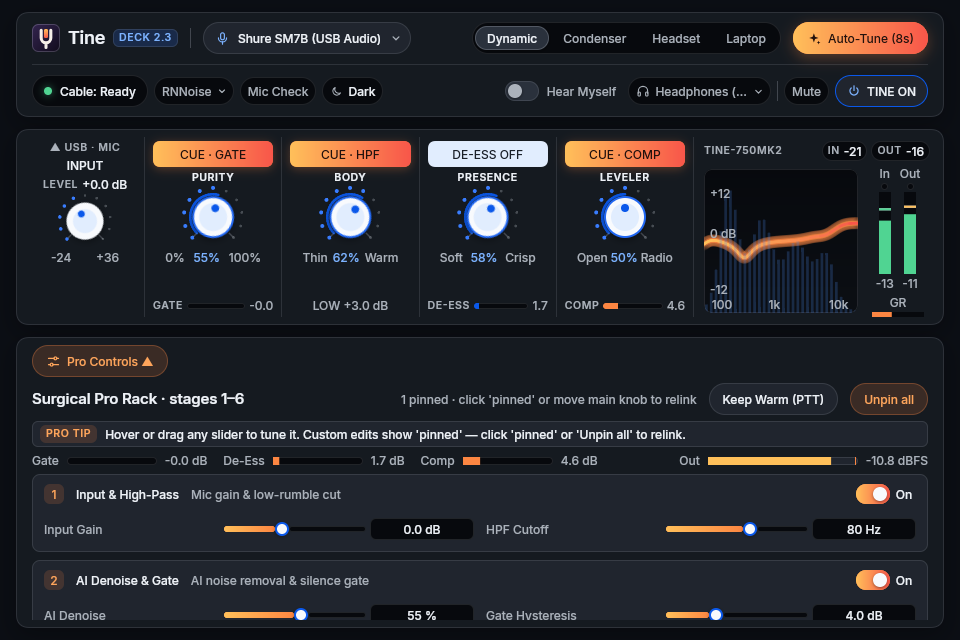 Tine DECK 2.3 Shure SM7B (USB Audio) Dynamic Condenser Headset Laptop Auto-Tune (8s)
Cable: Ready RNNoise Mic Check Dark Hear Myself Headphones (... Mute TINE ON
USB · MIC
INPUT
LEVEL +0.0 dB
-24 +36
CUE · GATE
PURITY
0% 55% 100%
GATE -0.0
CUE · HPF
BODY
Thin 62% Warm
LOW +3.0 dB
DE-ESS OFF
PRESENCE
Soft 58% Crisp
DE-ESS 1.7
CUE · COMP
LEVELER
Open 50% Radio
COMP 4.6
TINE-750MK2 IN -21 OUT -16
+12
0 dB
-12
100 1k 10k
In Out
-13 -11
GR
Pro Controls
Surgical Pro Rack · stages 1–6 1 pinned · click 'pinned' or move main knob to relink Keep Warm (PTT) Unpin all
PRO TIP Hover or drag any slider to tune it. Custom edits show 'pinned' — click 'pinned' or 'Unpin all' to relink.
Gate -0.0 dB De-Ess 1.7 dB Comp 4.6 dB Out -10.8 dBFS
1 Input & High-Pass Mic gain & low-rumble cut On
Input Gain 0.0 dB HPF Cutoff 80 Hz
2 AI Denoise & Gate AI noise removal & silence gate On
AI Denoise 55 % Gate Hysteresis 4.0 dB